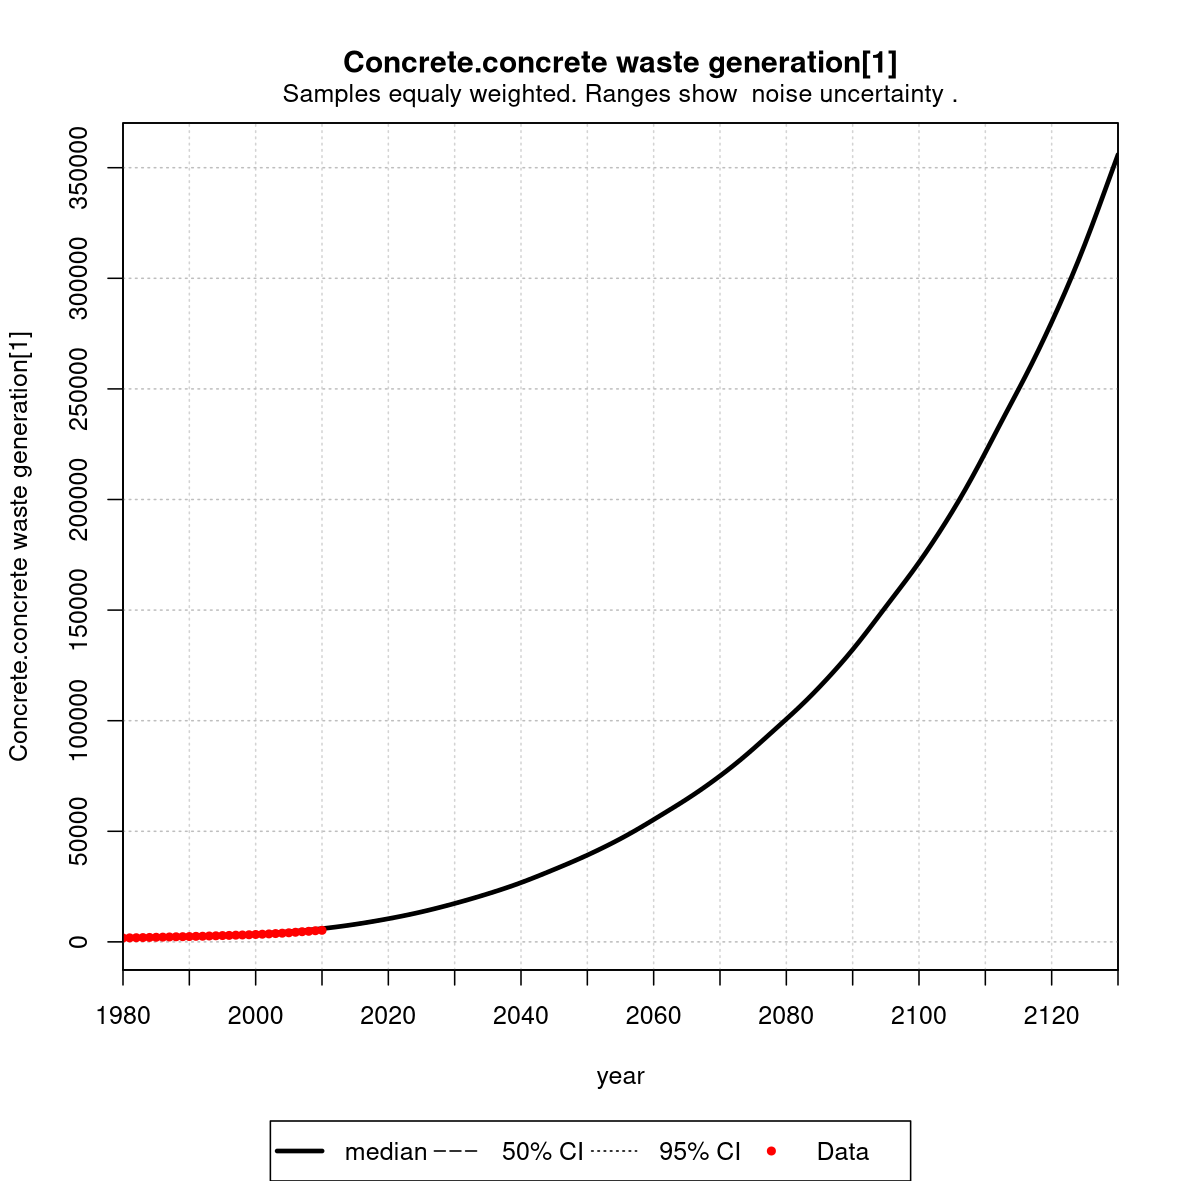 Concrete.concrete waste generation[1]
Samples equaly weighted. Ranges show  noise uncertainty .
Concrete.concrete waste generation[1]
350000
300000
250000
200000
150000
100000
50000
0
1980 2000 2020 2040 2060 2080 2100 2120
year
median 50% CI 95% CI Data